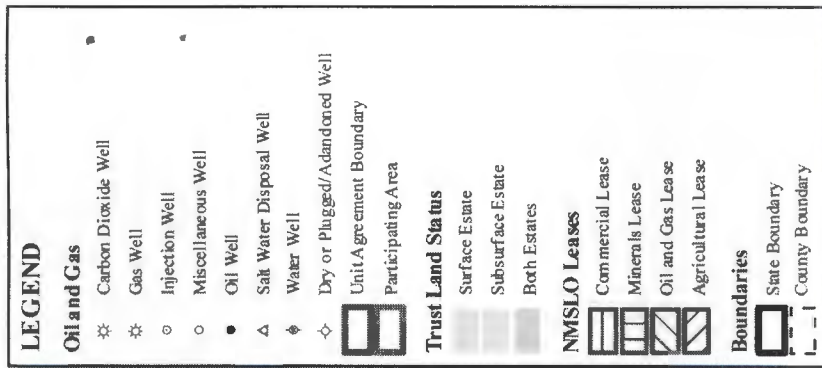 LEGEND
Oil and Gas
Carbon Dioxide Well
Gas Well
Injection Well
Miscellaneous Well
Oil Well
Salt Water Disposal Well
Water Well
Dry or Plugged/Adandoned Well
Unit Agreement Boundary
Participating Area
Trust Land Status
Surface Estate
Subsurface Estate
Both Estates
NMSLO Leases
Commercial Lease
Minerals Lease
Oil and Gas Lease
Agricultural Lease
Boundaries
State Boundary
County Boundary